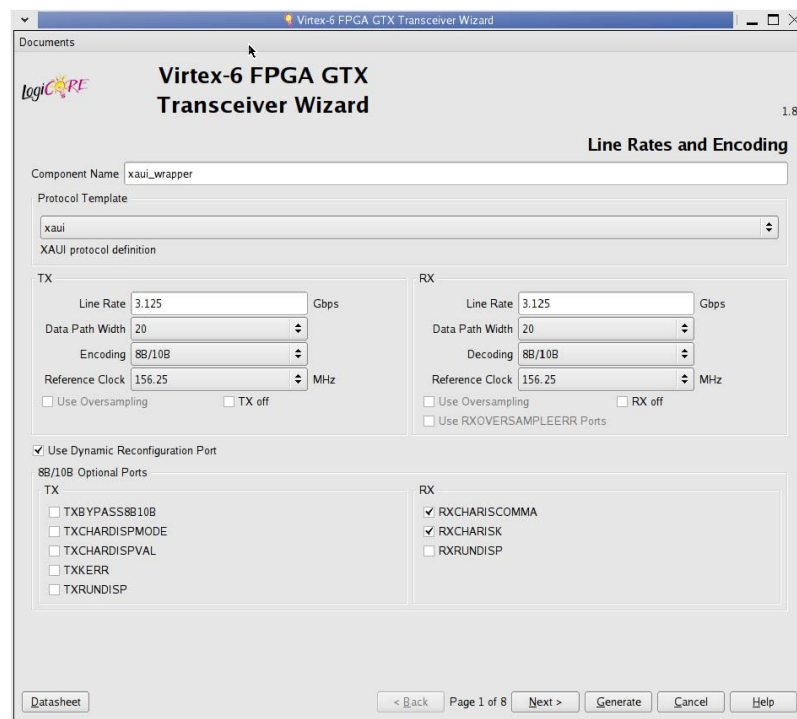 Virtex-6 FPGA GTX Transceiver Wizard
Documents
logiCORE
Virtex-6 FPGA GTX
Transceiver Wizard
1.8
Line Rates and Encoding
Component Name xaui_wrapper
Protocol Template
xaui
XAUI protocol definition
TX
Line Rate 3.125 Gbps
Data Path Width 20
Encoding 8B/10B
Reference Clock 156.25 MHz
Use Oversampling TX off
RX
Line Rate 3.125 Gbps
Data Path Width 20
Decoding 8B/10B
Reference Clock 156.25 MHz
Use Oversampling RX off
Use RXOVERSAMPLEERR Ports
Use Dynamic Reconfiguration Port
8B/10B Optional Ports
TX
TXBYPASS8B10B
TXCHARDISPMODE
TXCHARDISPVAL
TXKERR
TXRUNDISP
RX
RXCHARISCOMMA
RXCHARISK
RXRUNDISP
Datasheet < Back Page 1 of 8 Next > Generate Cancel Help